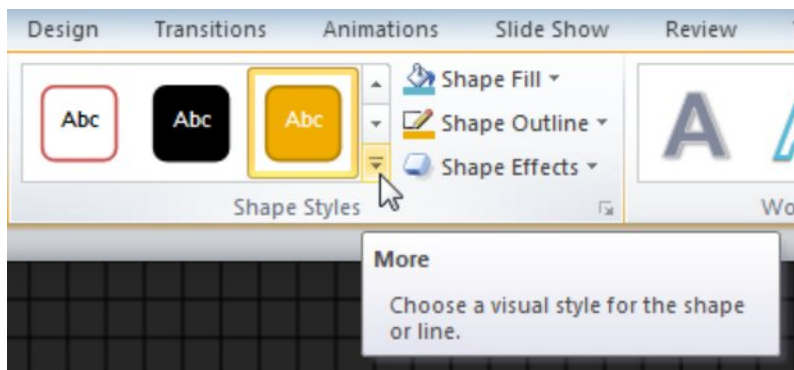 Design Transitions Animations Slide Show Review
Abc Abc Abc
Shape Fill
Shape Outline
Shape Effects
Shape Styles
A
Wo
More
Choose a visual style for the shape
or line.